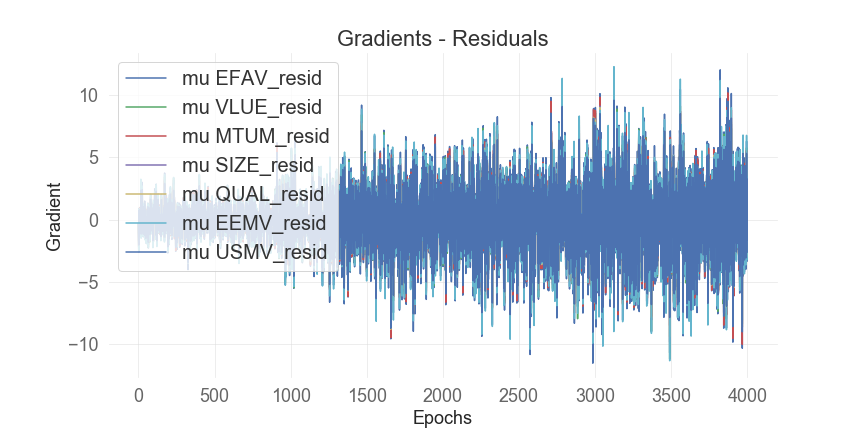 Gradients - Residuals
mu EFAV_resid
mu VLUE_resid
mu MTUM_resid
mu SIZE_resid
mu QUAL_resid
mu EEMV_resid
mu USMV_resid
10
5
0
−5
−10
Gradient
0 500 1000 1500 2000 2500 3000 3500 4000
Epochs